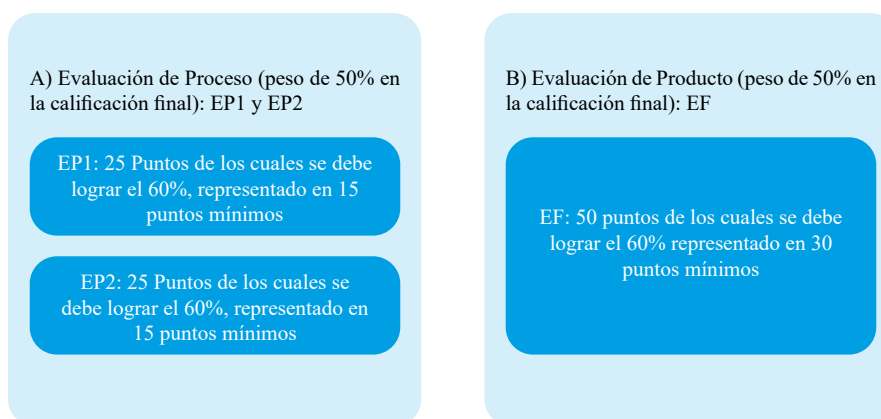 A) Evaluación de Proceso (peso de 50% en
la calificación final): EP1 y EP2
EP1: 25 Puntos de los cuales se debe
lograr el 60%, representado en 15
puntos mínimos
EP2: 25 Puntos de los cuales se
debe lograr el 60%, representado en
15 puntos mínimos
B) Evaluación de Producto (peso de 50% en
la calificación final): EF
EF: 50 puntos de los cuales se debe
lograr el 60% representado en 30
puntos mínimos